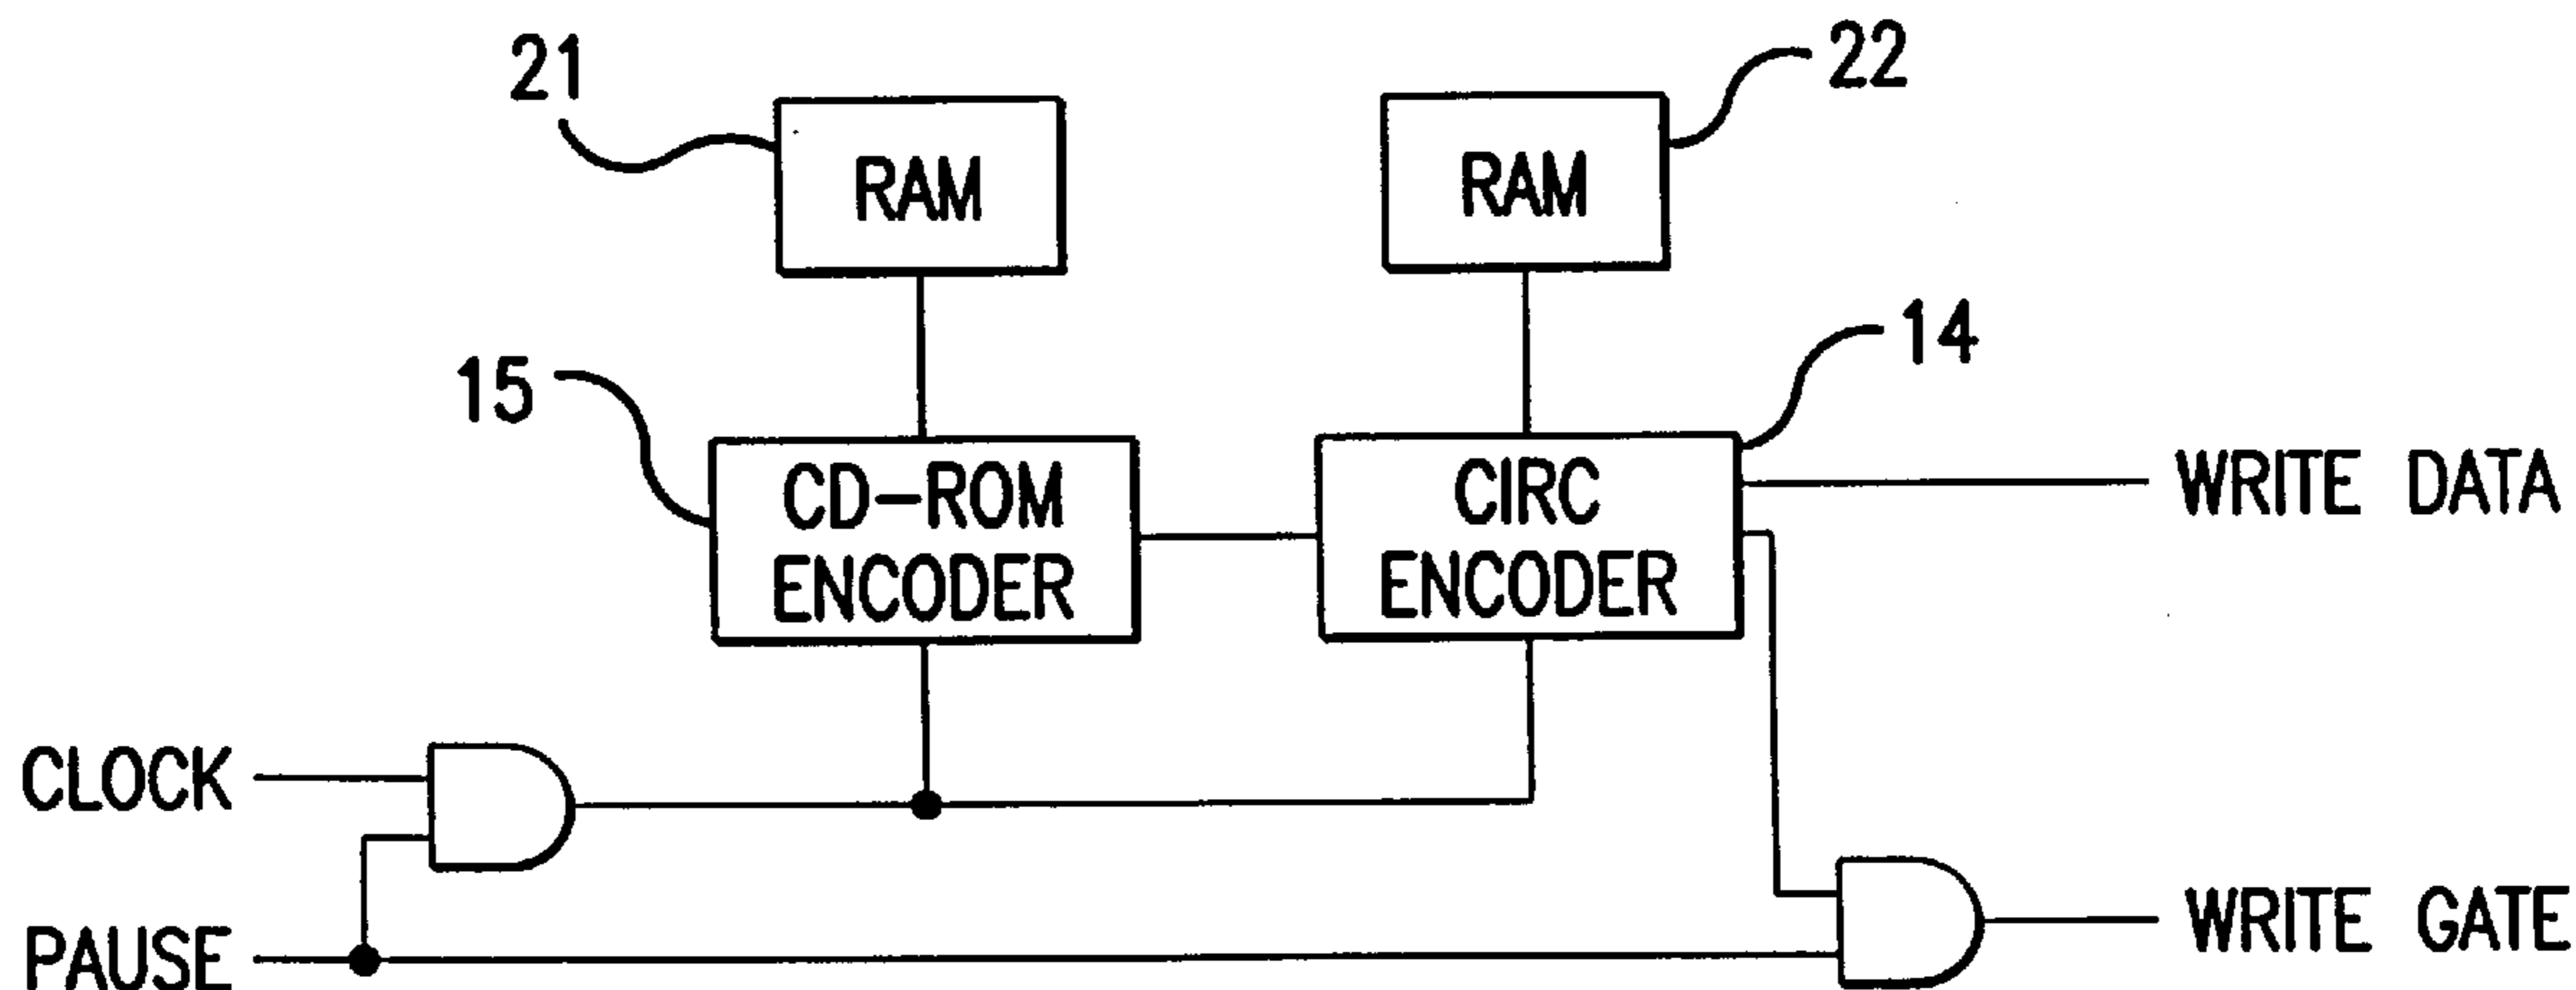 21
22
RAM
RAM
15
14
CD-ROM
ENCODER
CIRC
ENCODER
WRITE DATA
CLOCK
PAUSE
WRITE GATE